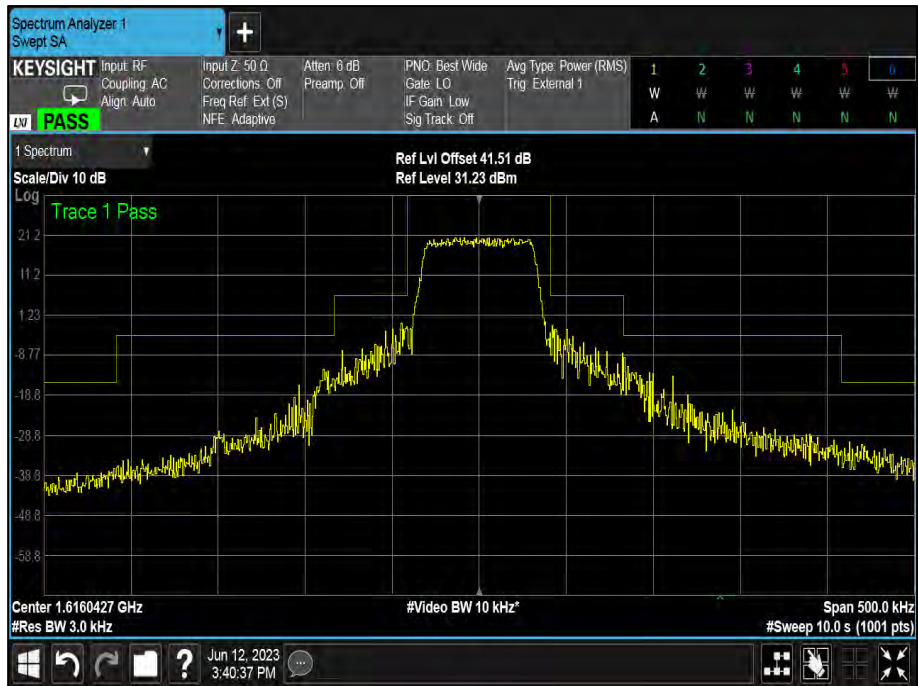 Spectrum Analyzer 1
Swept SA
KEYSIGHT
Input: RF
Coupling: AC
Align: Auto
Input Z: 50 Ω
Corrections: Off
Freq Ref: Ext (S)
NFE: Adaptive
Atten: 6 dB
Preamp: Off
PNO: Best Wide
Gate: LO
IF Gain: Low
Sig Track: Off
Avg Type: Power (RMS)
Trig: External 1
1 2 3 4 5 6
W W W W W W
A N N N N N
LXI PASS
1 Spectrum
Scale/Div 10 dB
Ref Lvl Offset 41.51 dB
Ref Level 31.23 dBm
Log
Trace 1 Pass
21.2
11.2
1.23
-8.77
-18.8
-28.8
-38.8
-48.8
-58.8
Center 1.6160427 GHz
#Video BW 10 kHz*
Span 500.0 kHz
#Res BW 3.0 kHz
#Sweep 10.0 s (1001 pts)
Jun 12, 2023
3:40:37 PM